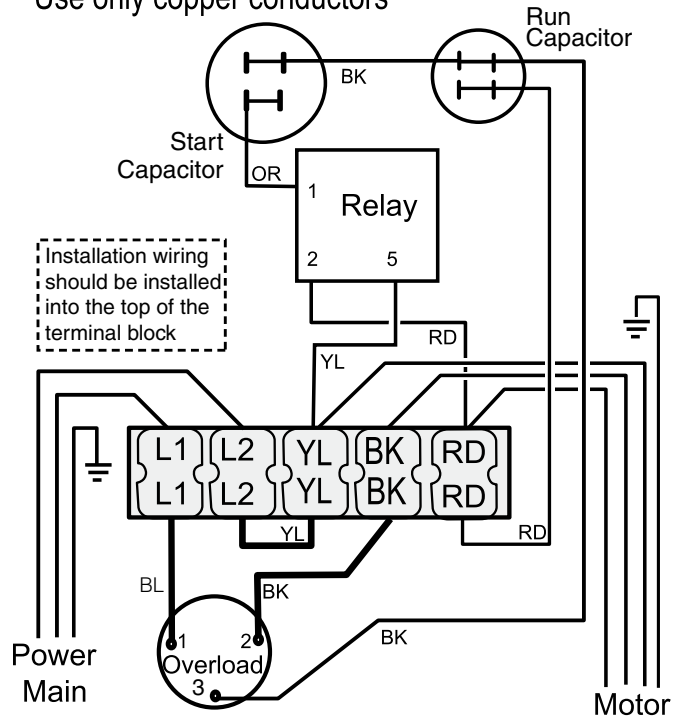 Use only copper conductors
Run
Capacitor
BK
Start
Capacitor
OR
1
Relay
2 5
Installation wiring
should be installed
into the top of the
terminal block
RD
YL
L1 L2 YL BK RD
L1 L2 YL BK RD
YL
RD
BL
BK
1 2
Overload
3
BK
Power
Main
Motor